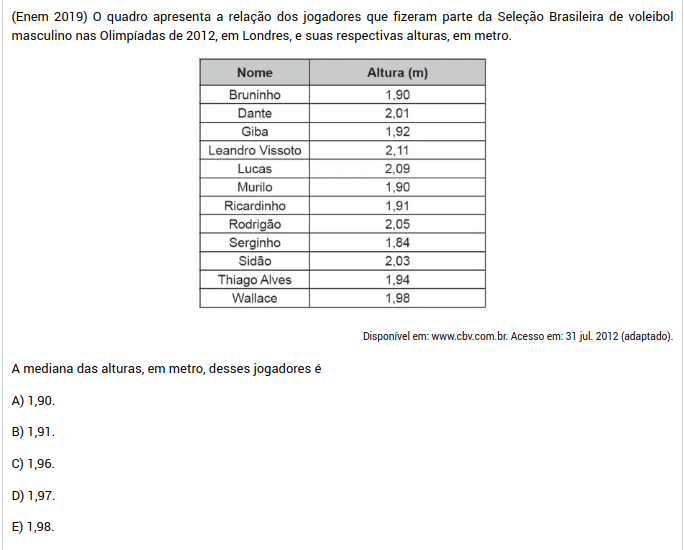 (Enem 2019) O quadro apresenta a relação dos jogadores que fizeram parte da Seleção Brasileira de voleibol
masculino nas Olimpíadas de 2012, em Londres, e suas respectivas alturas, em metro.
Nome Altura (m)
Bruninho 1,90
Dante 2,01
Giba 1,92
Leandro Vissoto 2,11
Lucas 2,09
Murilo 1,90
Ricardinho 1,91
Rodrigão 2,05
Serginho 1,84
Sidão 2,03
Thiago Alves 1,94
Wallace 1,98
Disponível em: www.cbv.com.br. Acesso em: 31 jul. 2012 (adaptado).
A mediana das alturas, em metro, desses jogadores é
A) 1,90.
B) 1,91.
C) 1,96.
D) 1,97.
E) 1,98.